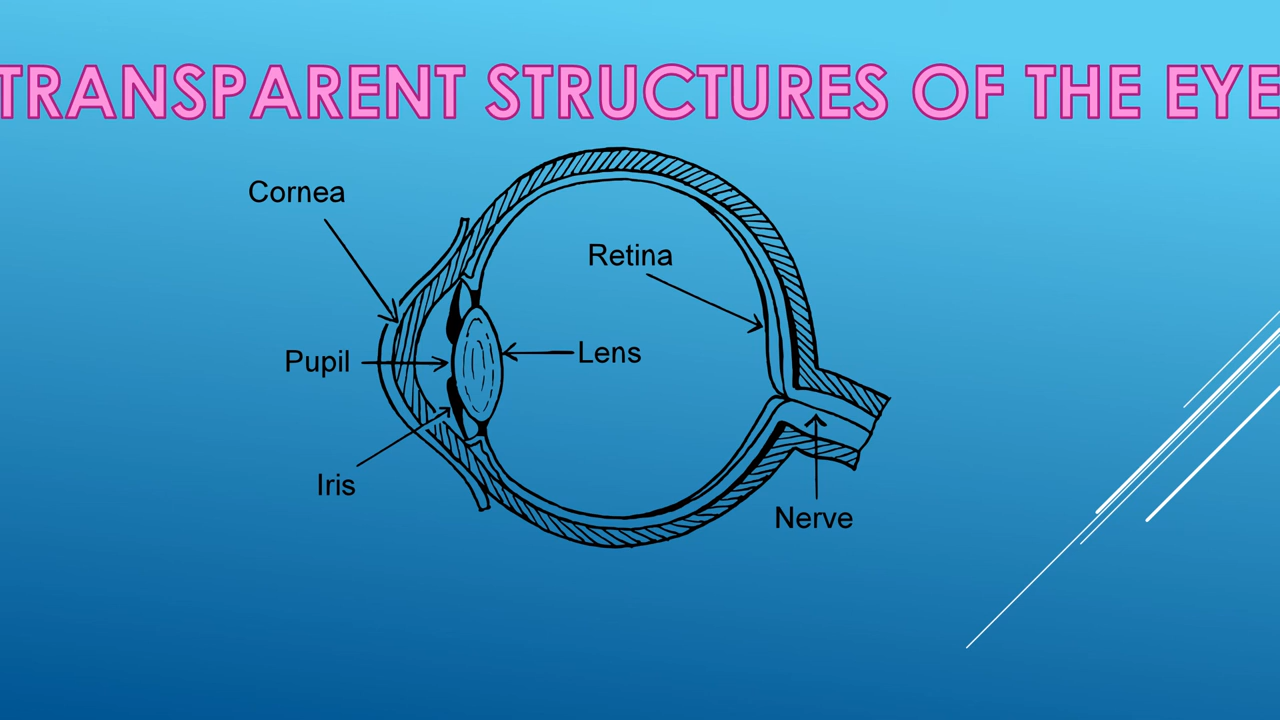 TRANSPARENT STRUCTURES OF THE EYE
Cornea
Retina
Pupil
Lens
Iris
Nerve